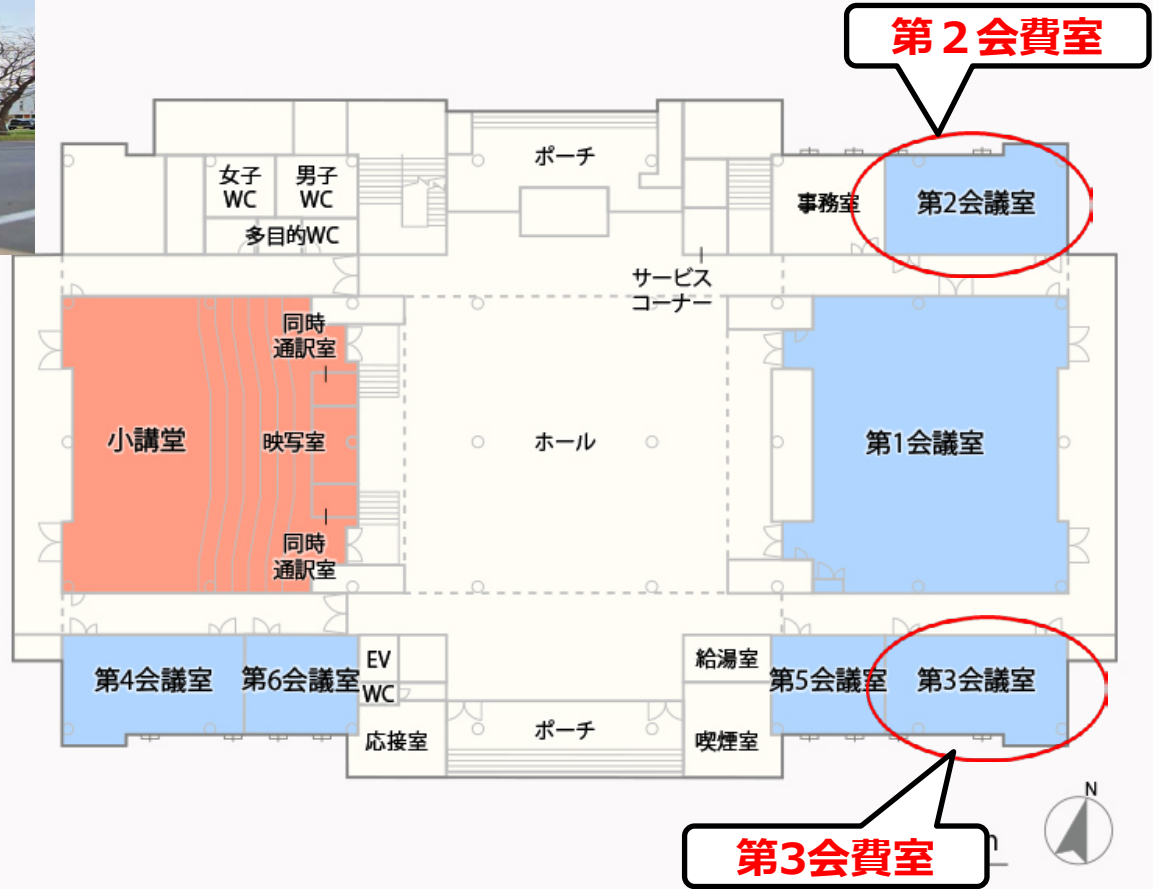 第２会費室
ポーチ
女子
WC
男子
WC
多目的WC
事務室
第2会議室
サービス
コーナー
同時
通訳室
小講堂
映写室
ホール
第1会議室
同時
通訳室
第4会議室
第6会議室
EV
WC
応接室
ポーチ
給湯室
喫煙室
第5会議室
第3会議室
N
第3会費室